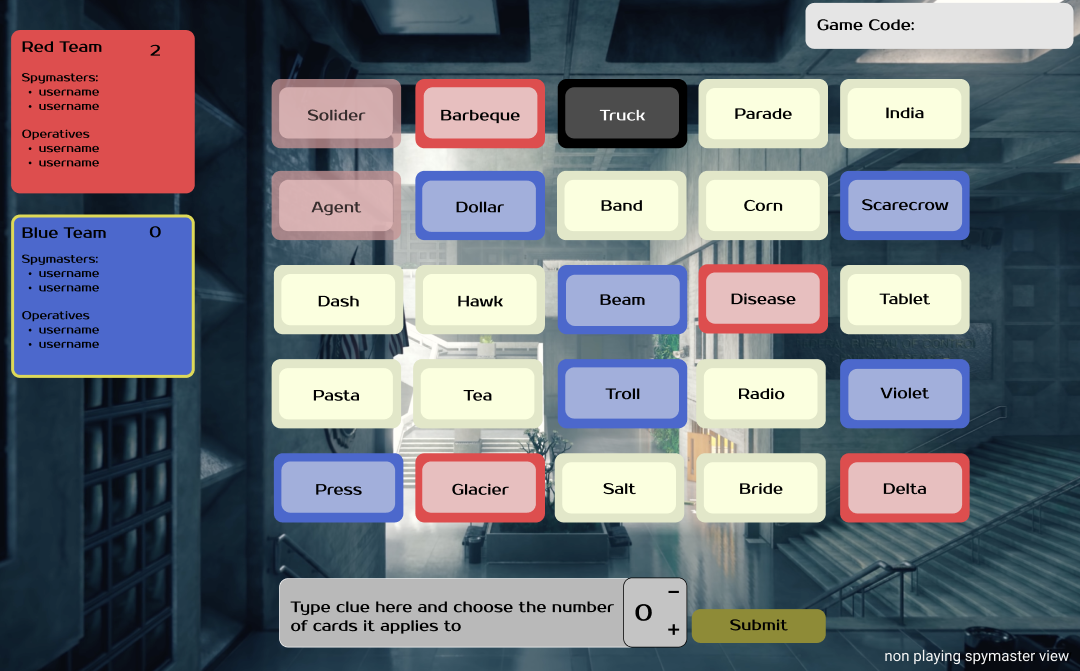 Game Code:
Red Team 2
Spymasters:
• username
• username
Operatives
• username
• username
Blue Team 0
Spymasters:
• username
• username
Operatives
• username
• username
Solider Barbeque Truck Parade India
Agent Dollar Band Corn Scarecrow
Dash Hawk Beam Disease Tablet
Pasta Tea Troll Radio Violet
Press Glacier Salt Bride Delta
Type clue here and choose the number
of cards it applies to
−
0
+
Submit
non playing spymaster view